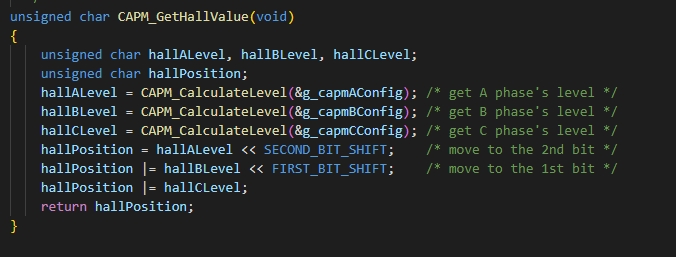 unsigned char CAPM_GetHallValue(void)
{
    unsigned char hallALevel, hallBLevel, hallCLevel;
    unsigned char hallPosition;
    hallALevel = CAPM_CalculateLevel(&g_capmAConfig); /* get A phase's level */
    hallBLevel = CAPM_CalculateLevel(&g_capmBConfig); /* get B phase's level */
    hallCLevel = CAPM_CalculateLevel(&g_capmCConfig); /* get C phase's level */
    hallPosition = hallALevel << SECOND_BIT_SHIFT;    /* move to the 2nd bit */
    hallPosition |= hallBLevel << FIRST_BIT_SHIFT;    /* move to the 1st bit */
    hallPosition |= hallCLevel;
    return hallPosition;
}